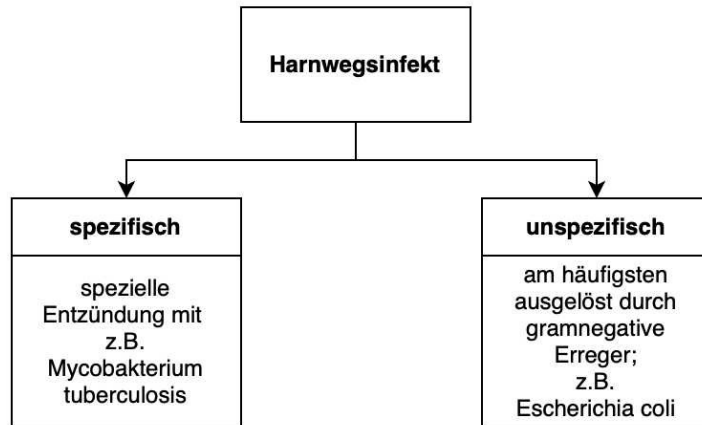 Harnwegsinfekt
spezifisch
spezielle
Entzündung mit
z.B.
Mycobakterium
tuberculosis
unspezifisch
am häufigsten
ausgelöst durch
gramnegative
Erreger;
z.B.
Escherichia coli